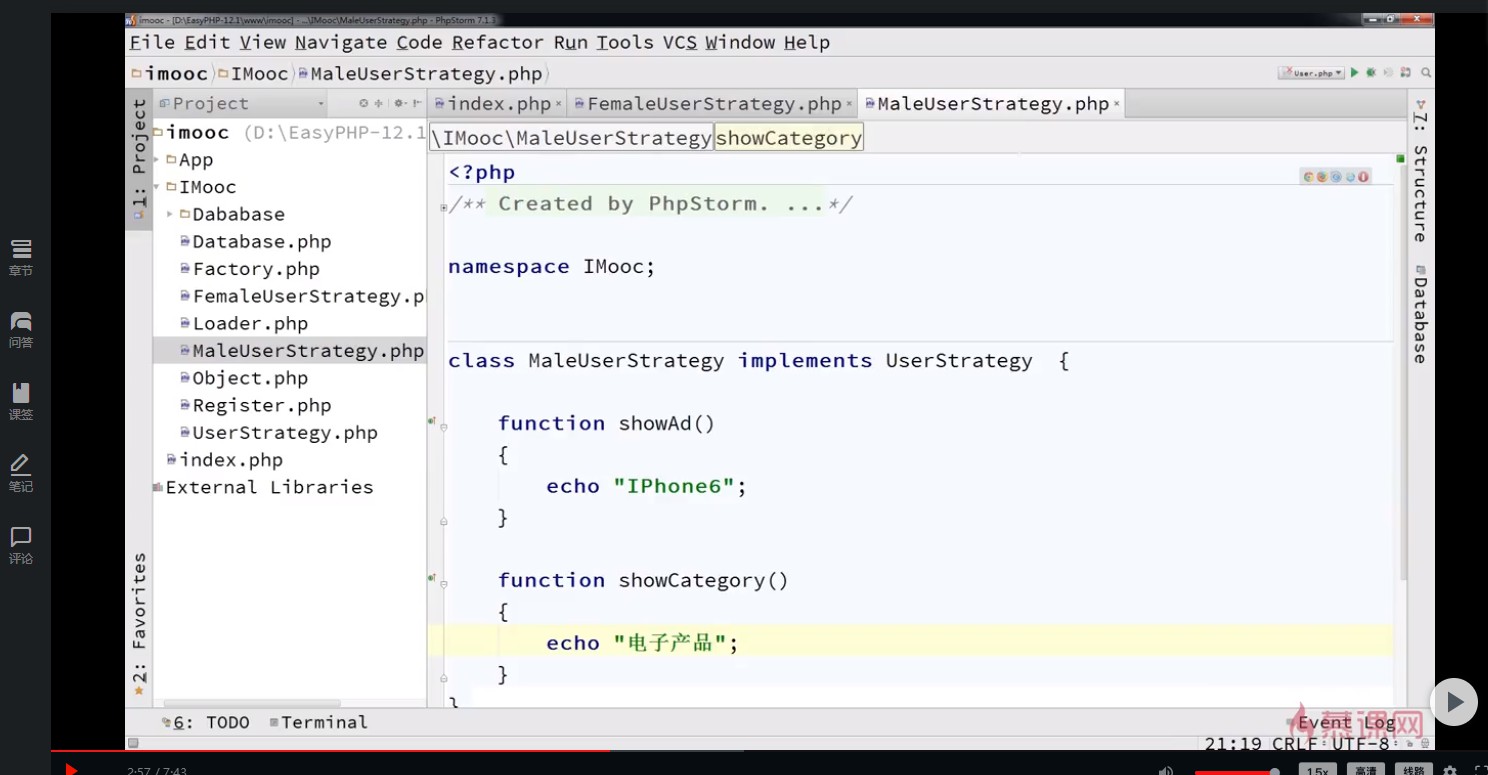 imooc - [D:\EasyPHP-12.1\www\imooc] - ...\IMooc\MaleUserStrategy.php - PhpStorm 7.1.3
File Edit View Navigate Code Refactor Run Tools VCS Window Help
imooc IMooc MaleUserStrategy.php
User.php
1: Project
Project
index.php FemaleUserStrategy.php MaleUserStrategy.php
imooc (D:\EasyPHP-12.1
\IMooc\MaleUserStrategy showCategory
App
IMooc
Dababase
Database.php
Factory.php
FemaleUserStrategy.p
Loader.php
MaleUserStrategy.php
Object.php
Register.php
UserStrategy.php
index.php
External Libraries
<?php
/** Created by PhpStorm. ...*/
namespace IMooc;
class MaleUserStrategy implements UserStrategy {
function showAd()
{
echo "IPhone6";
}
function showCategory()
{
echo "电子产品";
}
}
7: Structure
Database
2: Favorites
章节
问答
课签
笔记
评论
6: TODO Terminal
Event Log
慕课网
21:19 CRLF UTF-8
2:57 / 7:43
1.5x 高清 线路